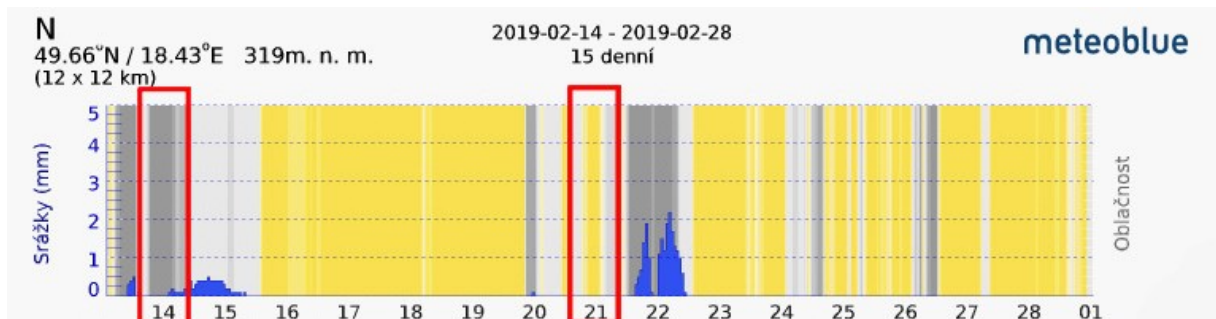 N
49.66°N / 18.43°E 319m. n. m.
(12 x 12 km)
2019-02-14 - 2019-02-28
15 denní
meteoblue
Srážky (mm)
5
4
3
2
1
0
14 15 16 17 18 19 20 21 22 23 24 25 26 27 28 01
Oblačnost